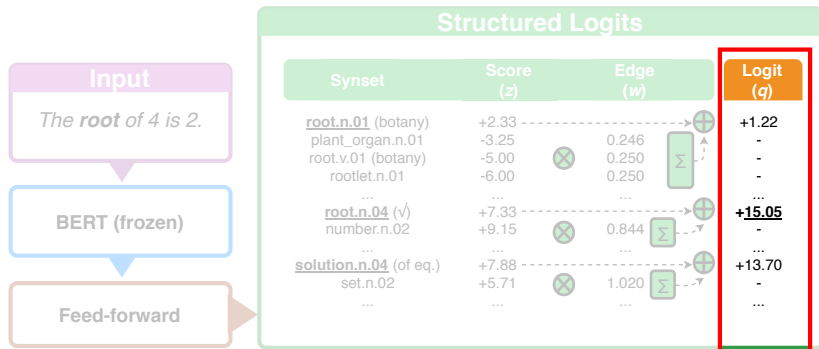 Structured Logits
Input
The root of 4 is 2.
BERT (frozen)
Feed-forward
Synset Score (z) Edge (w) Logit (q)
root.n.01 (botany) +2.33 +1.22
plant_organ.n.01 -3.25 0.246 -
root.v.01 (botany) -5.00 0.250 -
rootlet.n.01 -6.00 0.250 -
... ... ... ...
root.n.04 (√) +7.33 +15.05
number.n.02 +9.15 0.844 -
... ... ... ...
solution.n.04 (of eq.) +7.88 +13.70
set.n.02 +5.71 1.020 -
... ... ... ...
⊗ Σ ⊕
⊗ Σ ⊕
⊗ Σ ⊕